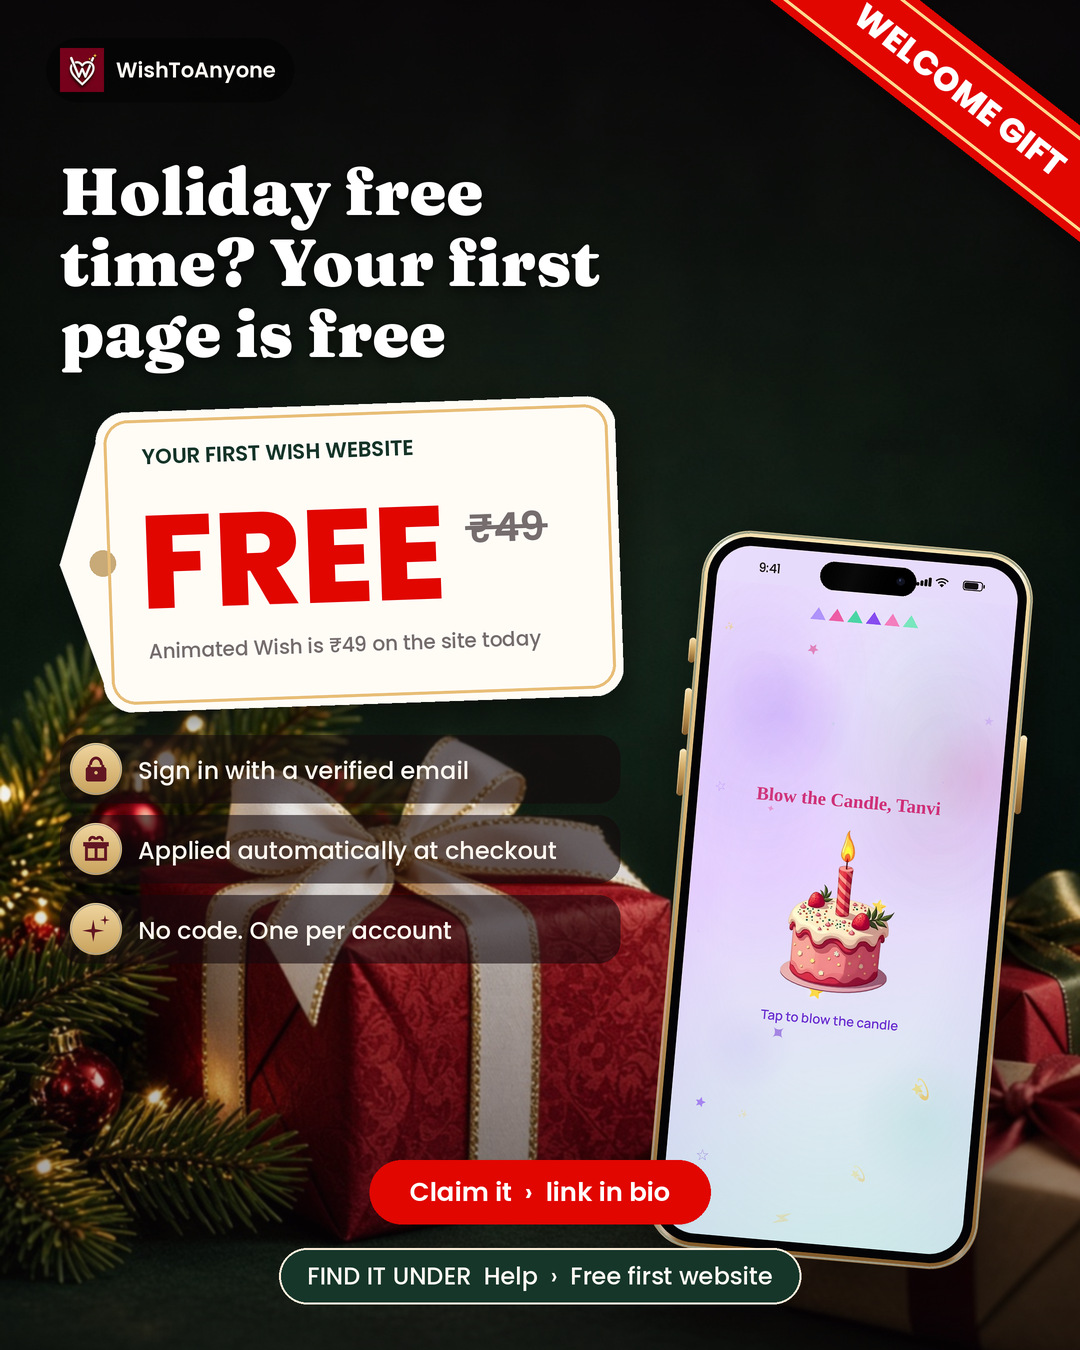 WishToAnyone
WELCOME GIFT
Holiday free
time? Your first
page is free
YOUR FIRST WISH WEBSITE
FREE ₹49
Animated Wish is ₹49 on the site today
Sign in with a verified email
Applied automatically at checkout
No code. One per account
9:41
Blow the Candle, Tanvi
Tap to blow the candle
Claim it › link in bio
FIND IT UNDER Help › Free first website